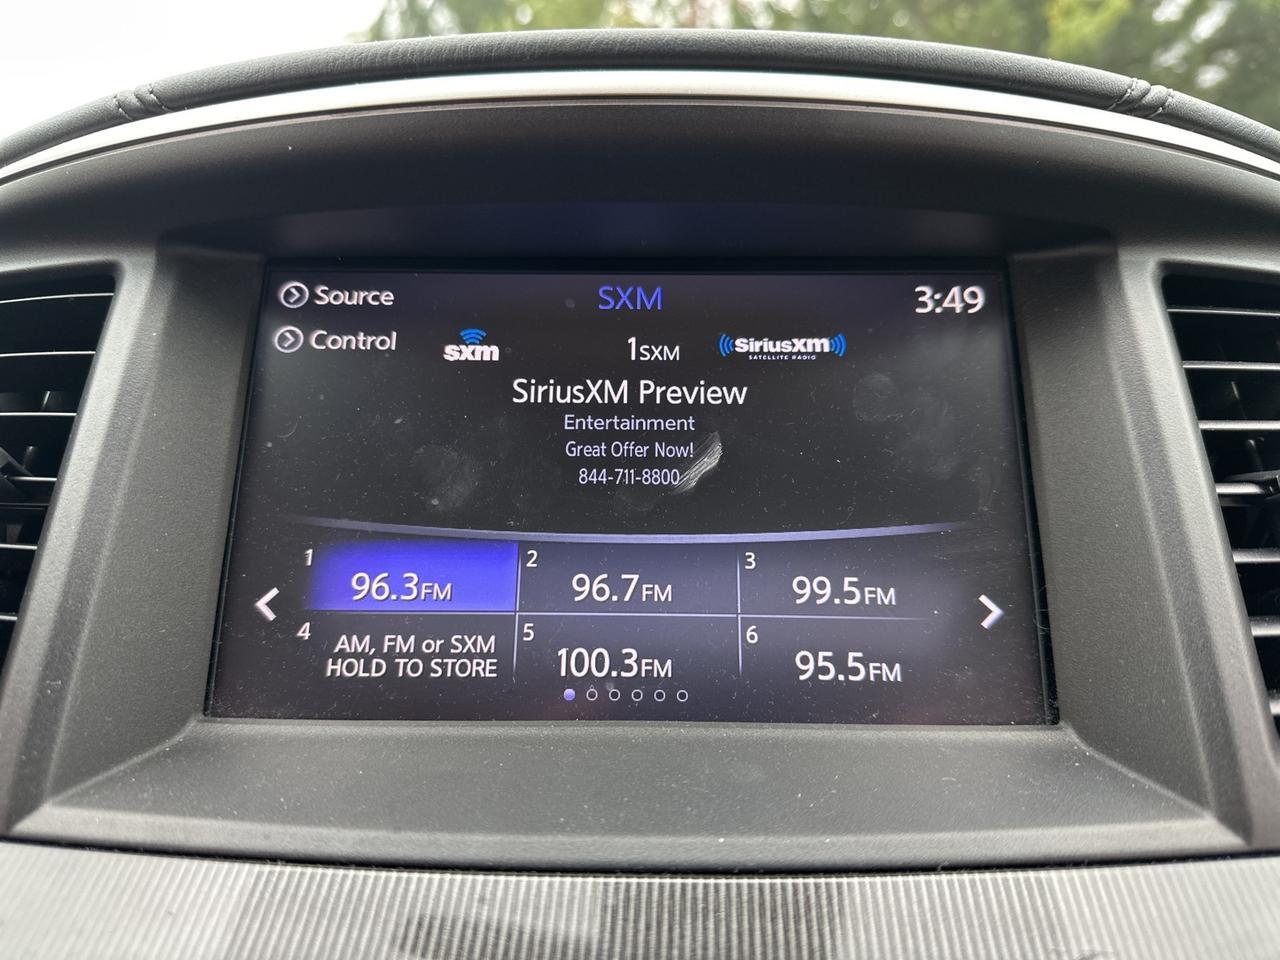 Source
SXM
3:49
Control
sxm
1SXM
SiriusXM
SATELLITE RADIO
SiriusXM Preview
Entertainment
Great Offer Now!
844-711-8800
1
96.3FM
2
96.7FM
3
99.5FM
4
AM, FM or SXM
HOLD TO STORE
5
100.3FM
6
95.5FM